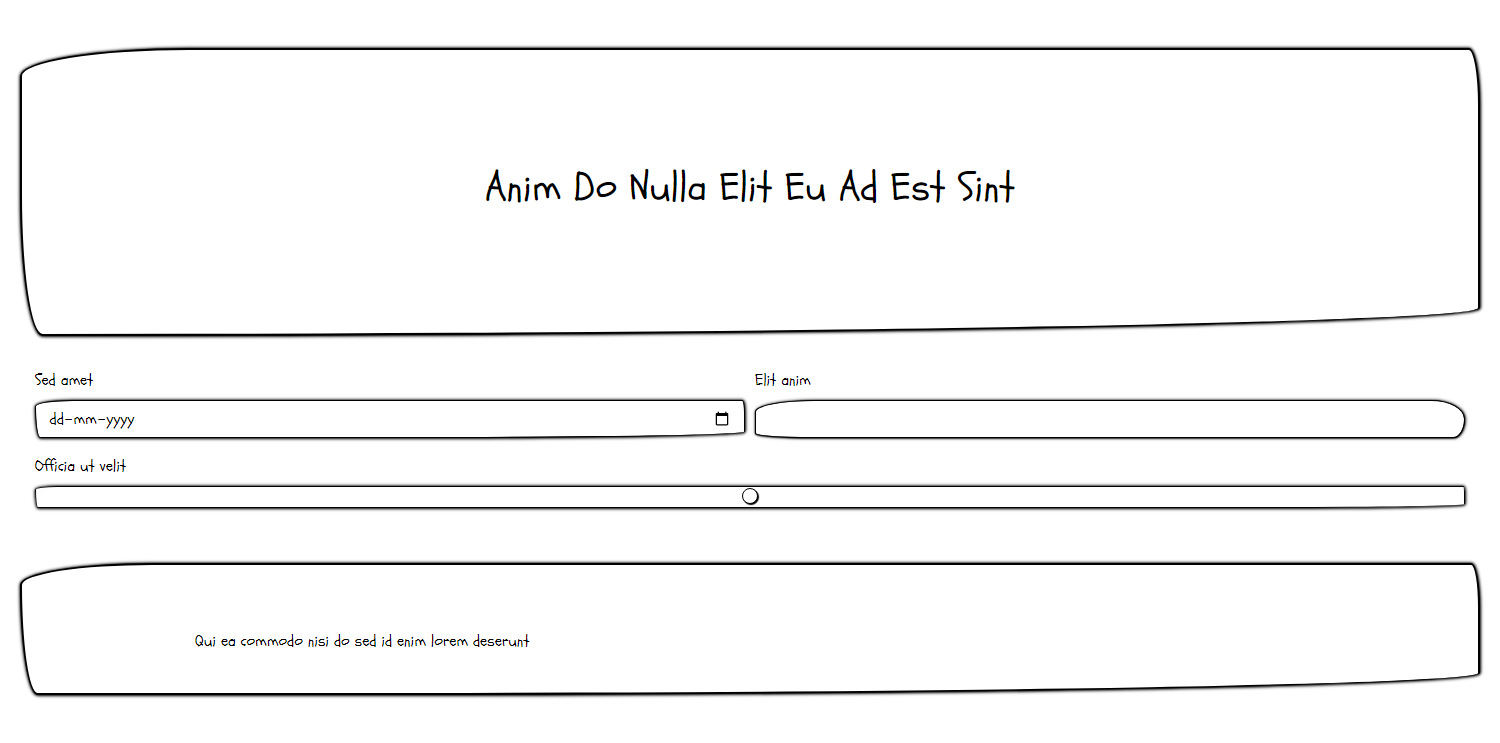 Anim Do Nulla Elit Eu Ad Est Sint
Sed amet
Elit anim
dd-mm-yyyy
Officia ut velit
Qui ea commodo nisi do sed id enim lorem deserunt